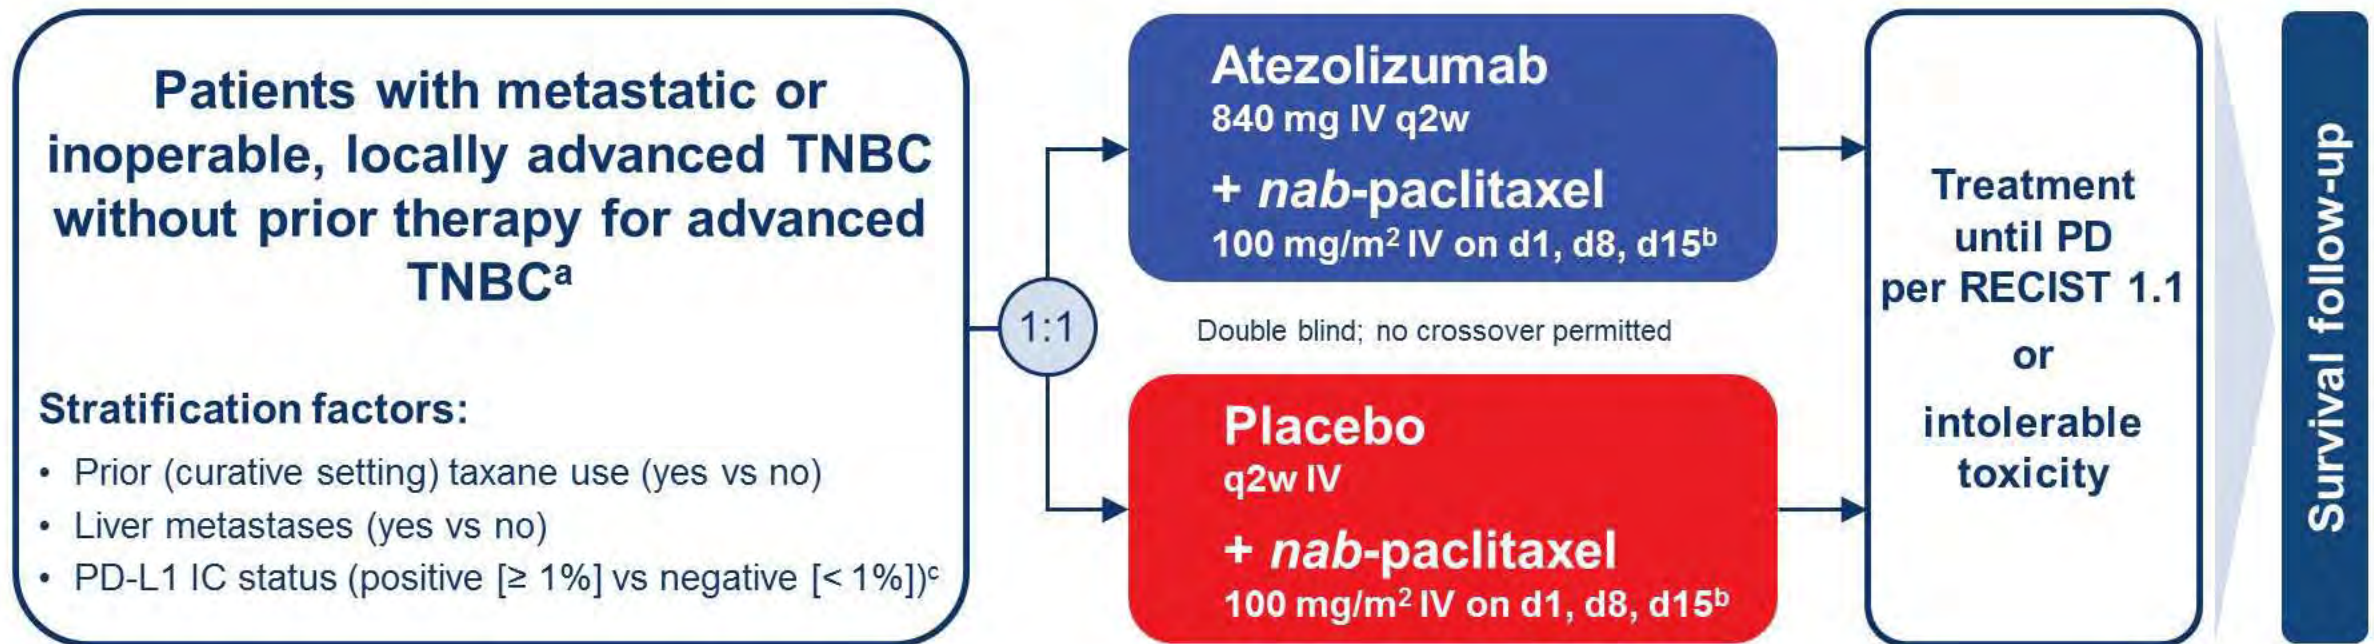 Patients with metastatic or
inoperable, locally advanced TNBC
without prior therapy for advanced
TNBCᵃ
Stratification factors:
• Prior (curative setting) taxane use (yes vs no)
• Liver metastases (yes vs no)
• PD-L1 IC status (positive [≥ 1%] vs negative [< 1%])ᶜ
1:1
Atezolizumab
840 mg IV q2w
+ nab-paclitaxel
100 mg/m² IV on d1, d8, d15ᵇ
Double blind; no crossover permitted
Placebo
q2w IV
+ nab-paclitaxel
100 mg/m² IV on d1, d8, d15ᵇ
Treatment
until PD
per RECIST 1.1
or
intolerable
toxicity
Survival follow-up